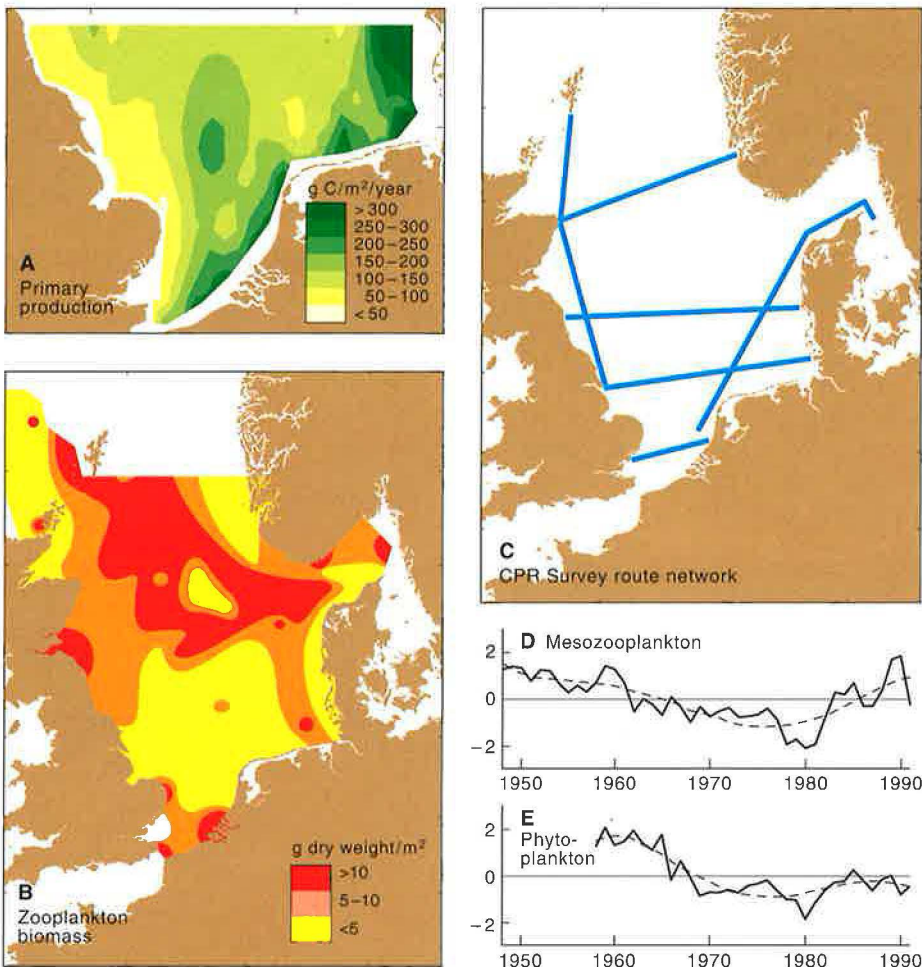 A
Primary
production
g C/m²/year
>300
250–300
200–250
150–200
100–150
50–100
<50
B
Zooplankton
biomass
g dry weight/m²
>10
5–10
<5
C
CPR Survey route network
D Mesozooplankton
2
0
−2
1950 1960 1970 1980 1990
E
Phyto-
plankton
2
0
−2
1950 1960 1970 1980 1990